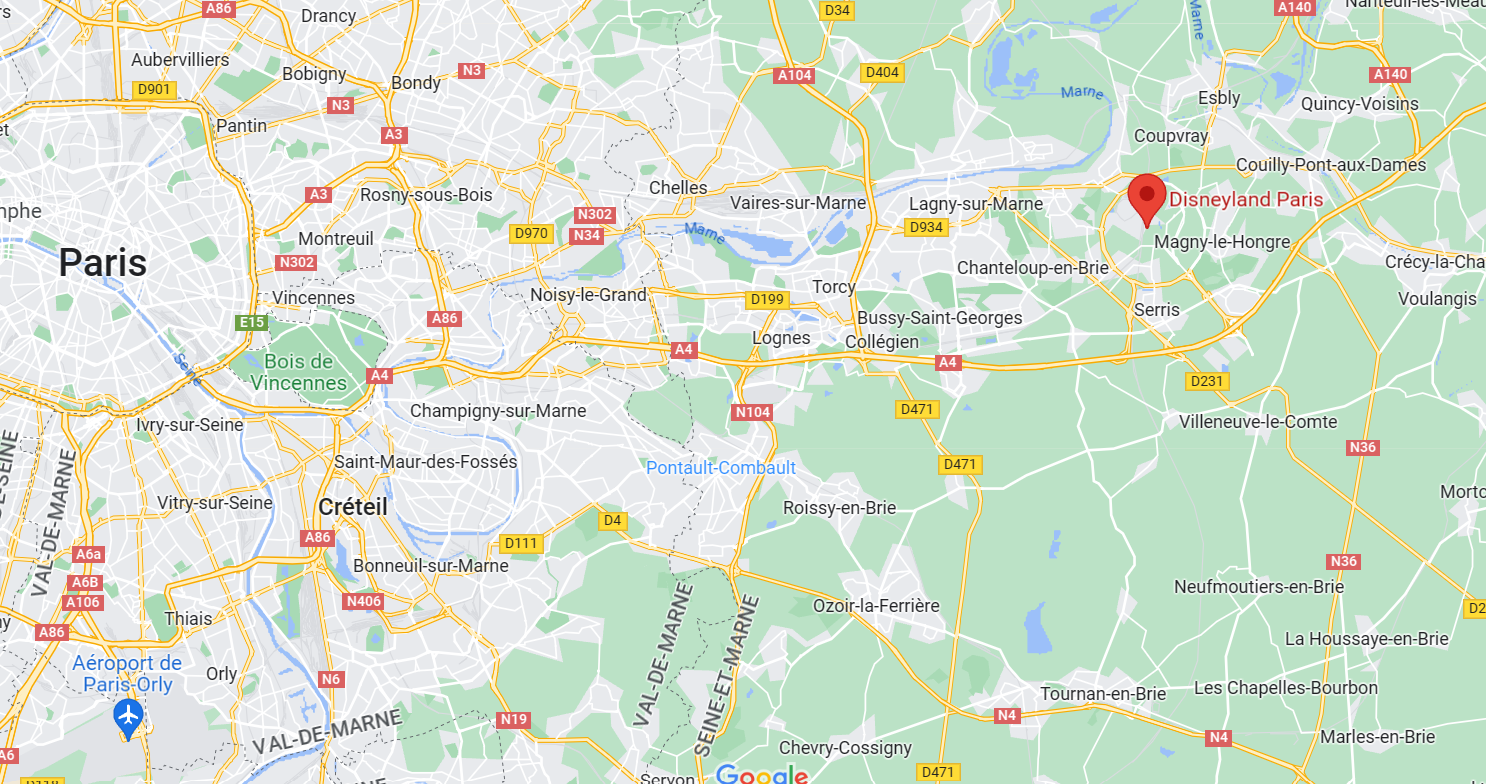 A86
Drancy
D34
A140
Aubervilliers
Bobigny
Bondy
N3
A104
D404
Marne
A140
D901
N3
Marne
Esbly
Quincy-Voisins
Pantin
A3
Coupvray
Couilly-Pont-aux-Dames
A3
Rosny-sous-Bois
Chelles
Vaires-sur-Marne
Lagny-sur-Marne
Disneyland Paris
N302
D970
N34
Marne
D934
Montreuil
Magny-le-Hongre
Paris
N302
Chanteloup-en-Brie
Crécy-la-Cha
Vincennes
Noisy-le-Grand
D199
Torcy
Voulangis
E15
A86
Bussy-Saint-Georges
Serris
Lognes
Collégien
Seine
Bois de
Vincennes
A4
A4
A4
D231
Champigny-sur-Marne
N104
D471
Ivry-sur-Seine
Villeneuve-le-Comte
N36
Saint-Maur-des-Fossés
Pontault-Combault
D471
VAL-DE-MARNE
Vitry-sur-Seine
Créteil
Roissy-en-Brie
D4
A86
D111
A6a
Bonneuil-sur-Marne
N36
A6B
A106
N406
Neufmoutiers-en-Brie
Ozoir-la-Ferrière
Thiais
A86
La Houssaye-en-Brie
VAL-DE-MARNE
SEINE-ET-MARNE
Aéroport de
Paris-Orly
Orly
N6
Tournan-en-Brie
Les Chapelles-Bourbon
N4
VAL-DE-MARNE
N19
N4
Marles-en-Brie
A6
Chevry-Cossigny
D471
Google
Servon